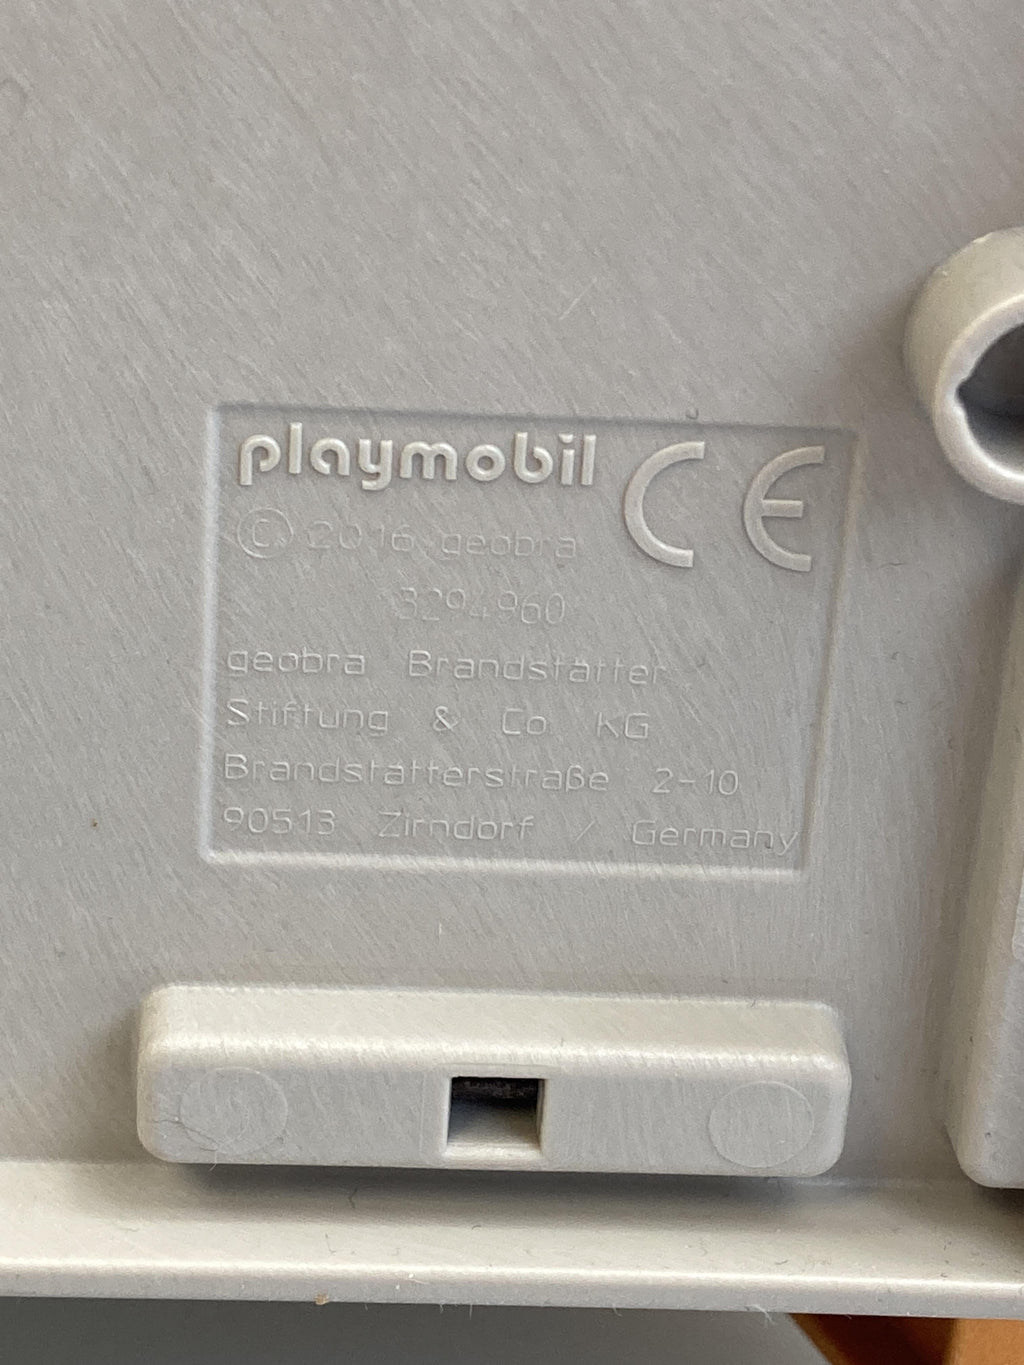 playmobil CE
© 2016 geobra
3294960
geobra Brandstätter
Stiftung & Co. KG
Brandstätterstraße 2-10
90513 Zirndorf / Germany